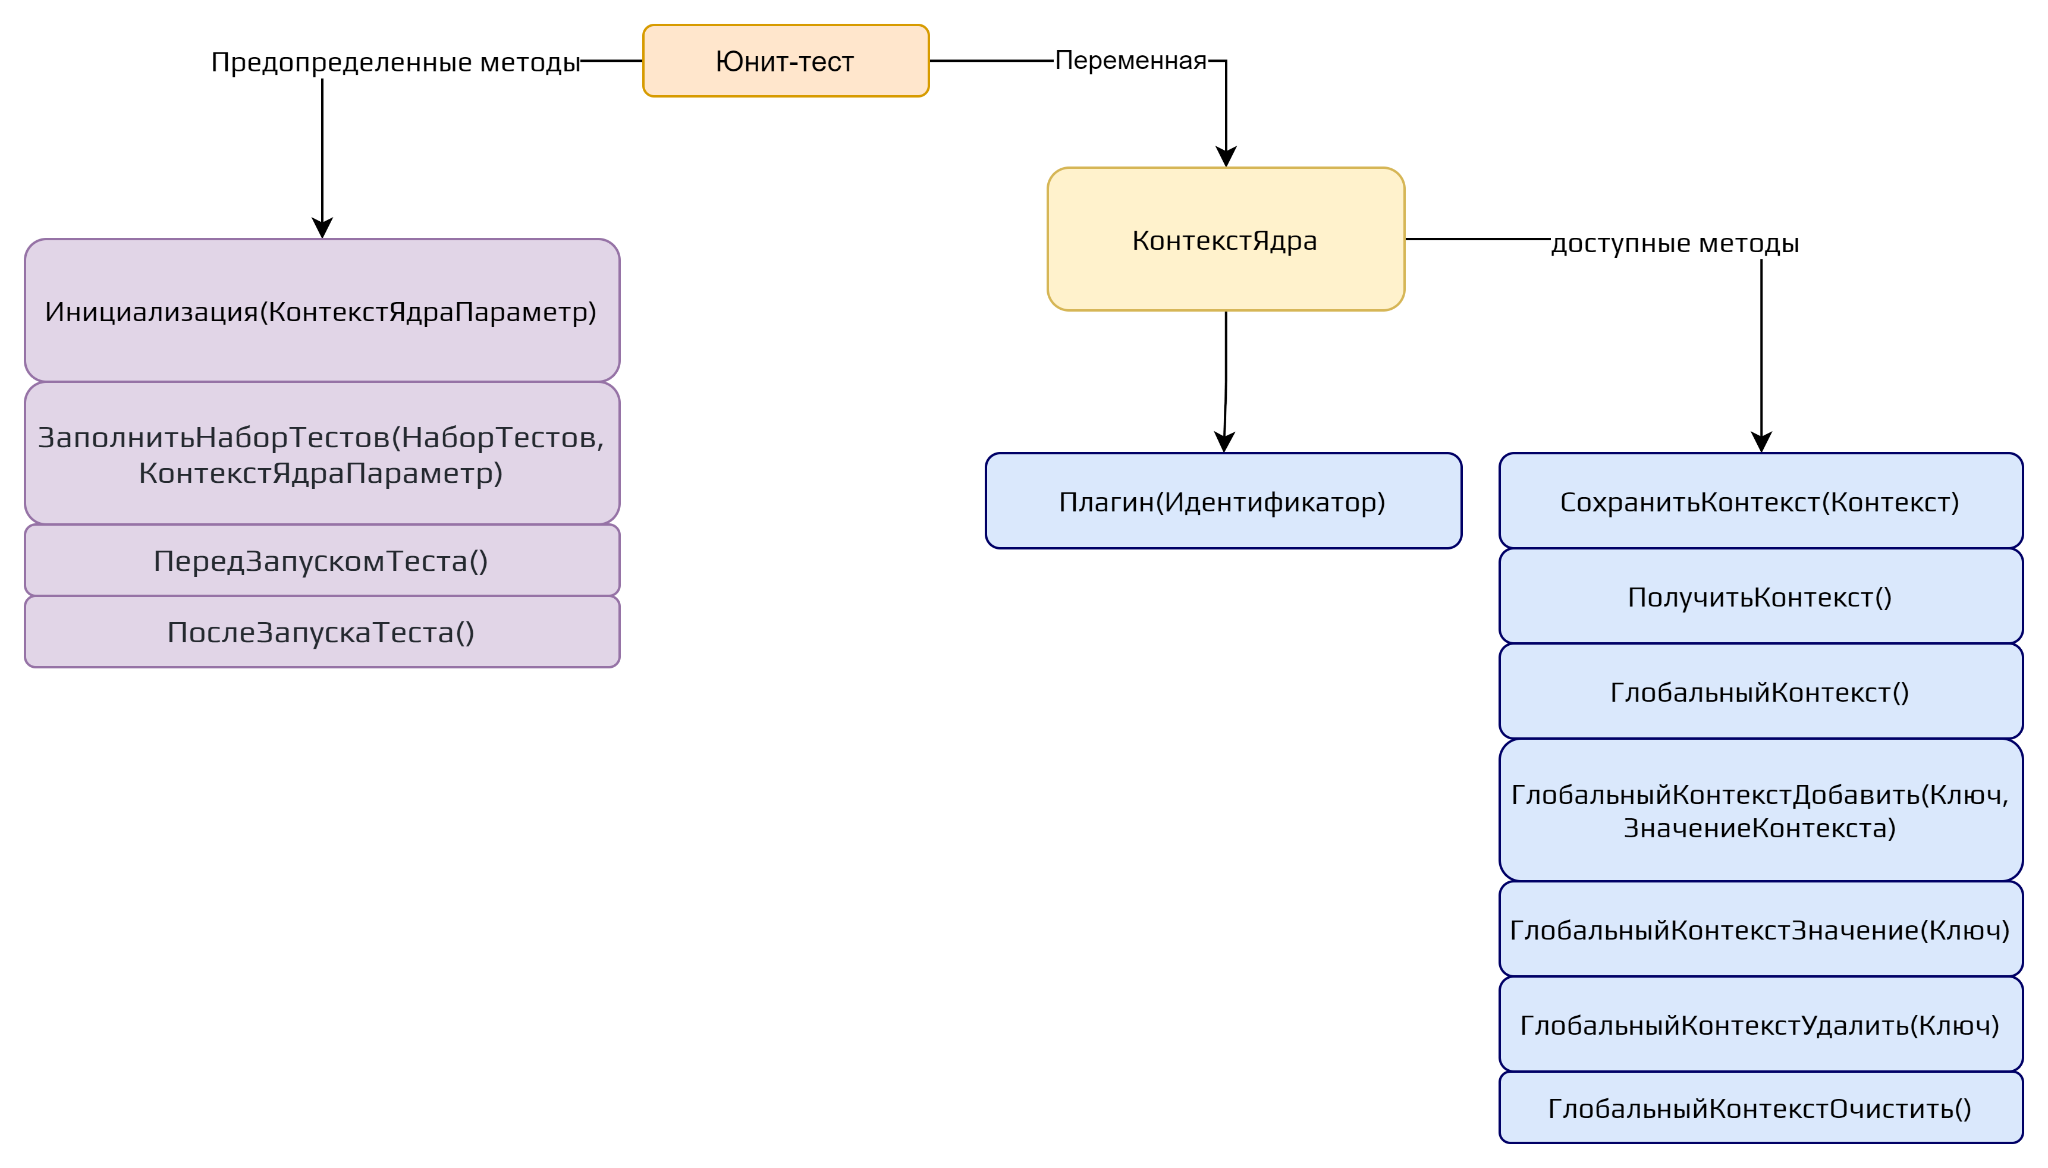 Предопределенные методы
Юнит-тест
Переменная
КонтекстЯдра
доступные методы
Инициализация(КонтекстЯдраПараметр)
ЗаполнитьНаборТестов(НаборТестов,
КонтекстЯдраПараметр)
ПередЗапускомТеста()
ПослеЗапускаТеста()
Плагин(Идентификатор)
СохранитьКонтекст(Контекст)
ПолучитьКонтекст()
ГлобальныйКонтекст()
ГлобальныйКонтекстДобавить(Ключ,
ЗначениеКонтекста)
ГлобальныйКонтекстЗначение(Ключ)
ГлобальныйКонтекстУдалить(Ключ)
ГлобальныйКонтекстОчистить()